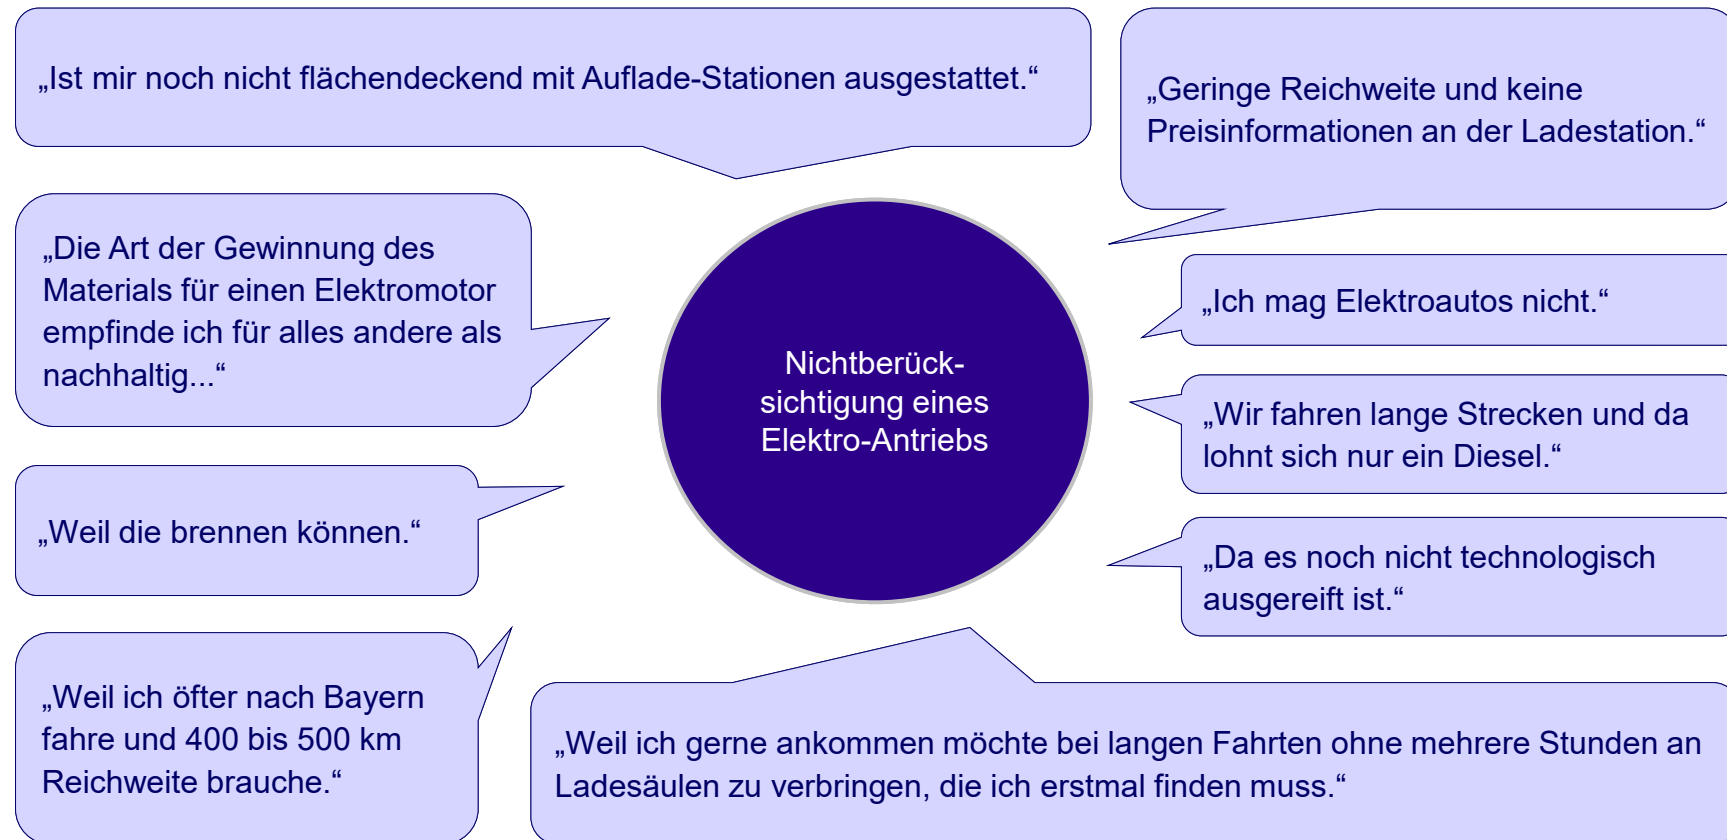 „Ist mir noch nicht flächendeckend mit Auflade-Stationen ausgestattet.“
„Geringe Reichweite und keine
Preisinformationen an der Ladestation.“
„Die Art der Gewinnung des
Materials für einen Elektromotor
empfinde ich für alles andere als
nachhaltig...“
„Ich mag Elektroautos nicht.“
Nichtberück-
sichtigung eines
Elektro-Antriebs
„Wir fahren lange Strecken und da
lohnt sich nur ein Diesel.“
„Weil die brennen können.“
„Da es noch nicht technologisch
ausgereift ist.“
„Weil ich öfter nach Bayern
fahre und 400 bis 500 km
Reichweite brauche.“
„Weil ich gerne ankommen möchte bei langen Fahrten ohne mehrere Stunden an
Ladesäulen zu verbringen, die ich erstmal finden muss.“